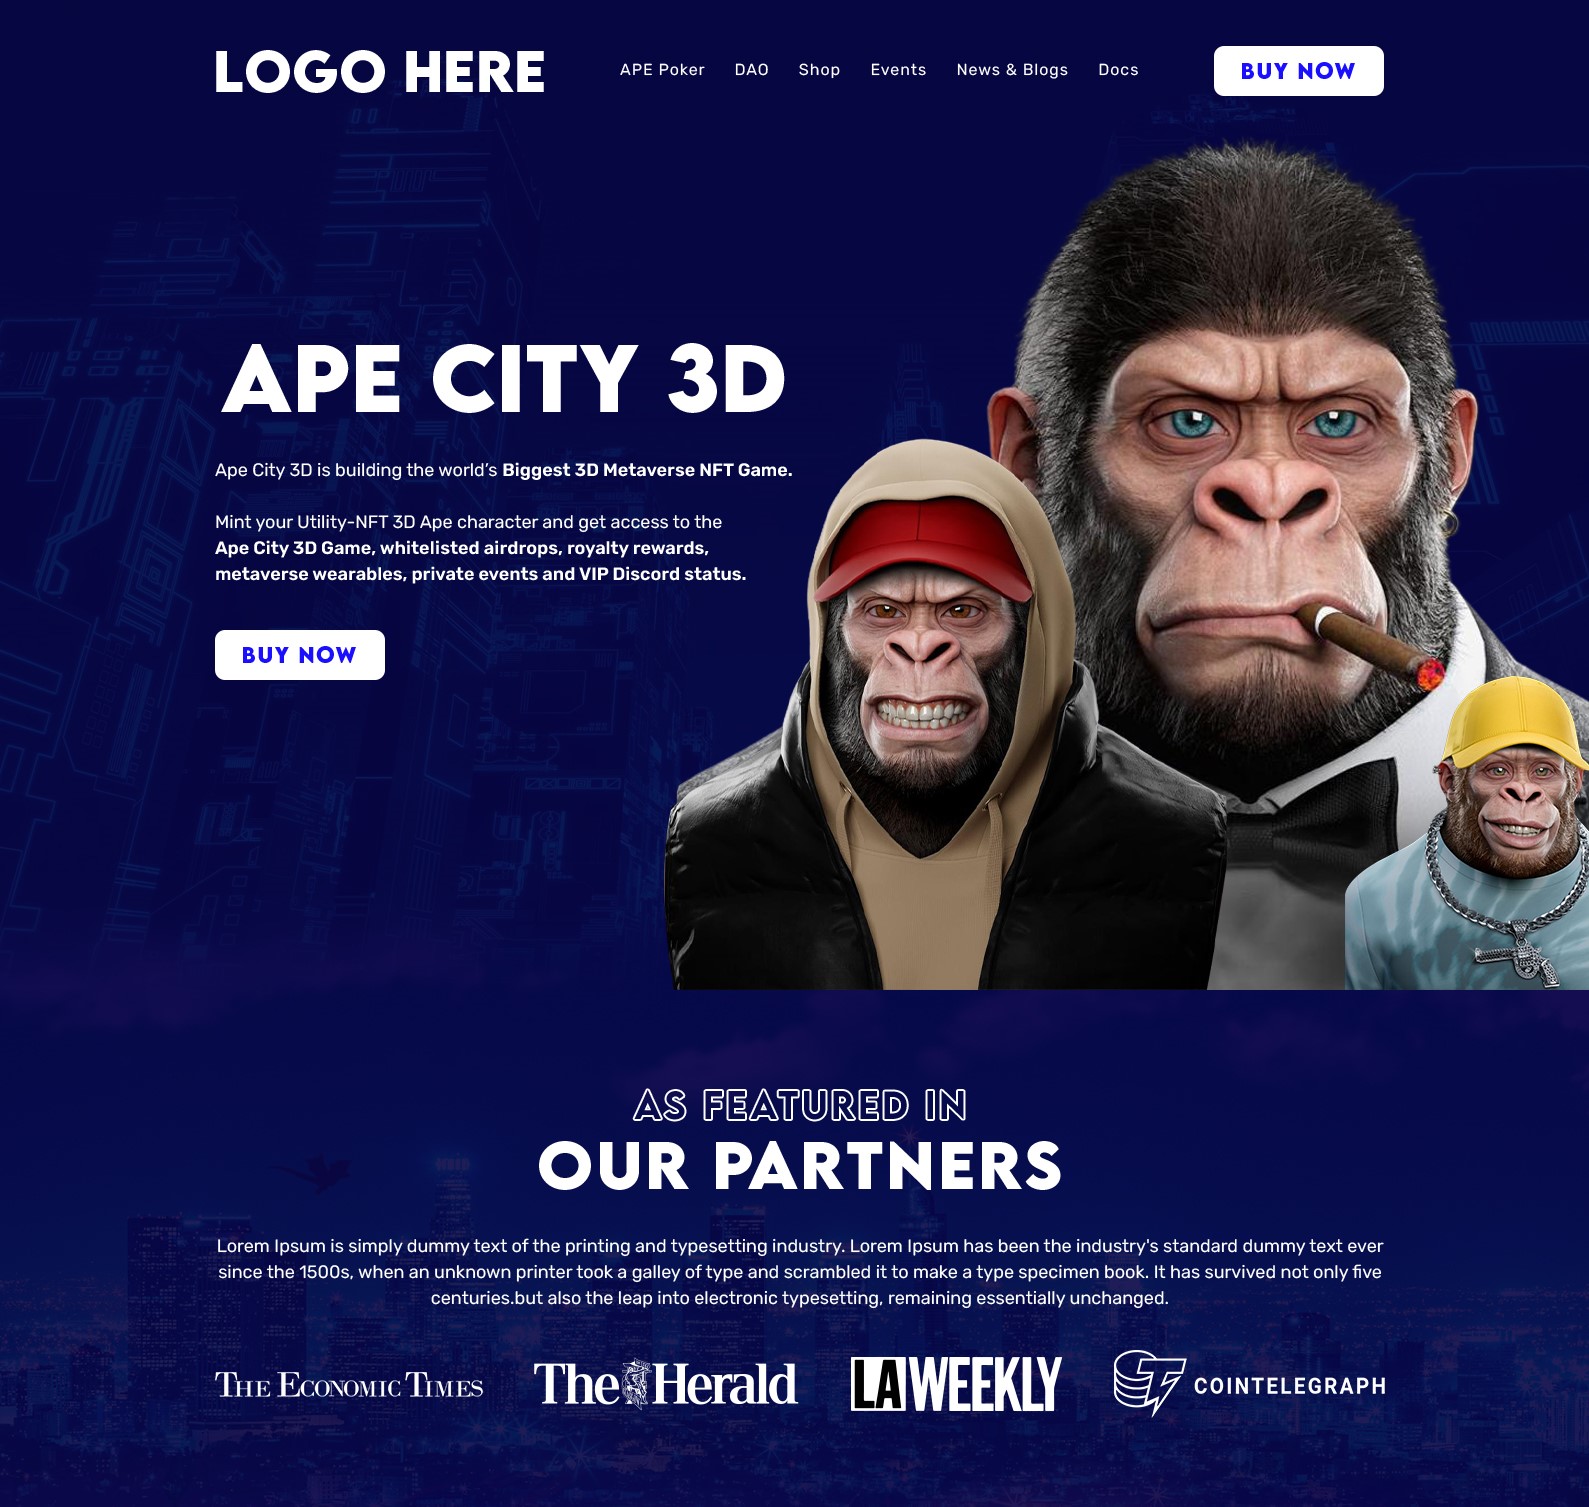 LOGO HERE
APE Poker DAO Shop Events News & Blogs Docs
BUY NOW
APE CITY 3D
Ape City 3D is building the world’s Biggest 3D Metaverse NFT Game.
Mint your Utility-NFT 3D Ape character and get access to the
Ape City 3D Game, whitelisted airdrops, royalty rewards,
metaverse wearables, private events and VIP Discord status.
BUY NOW
AS FEATURED IN
OUR PARTNERS
Lorem Ipsum is simply dummy text of the printing and typesetting industry. Lorem Ipsum has been the industry's standard dummy text ever
since the 1500s, when an unknown printer took a galley of type and scrambled it to make a type specimen book. It has survived not only five
centuries.but also the leap into electronic typesetting, remaining essentially unchanged.
THE ECONOMIC TIMES
The Herald
LA WEEKLY
COINTELEGRAPH